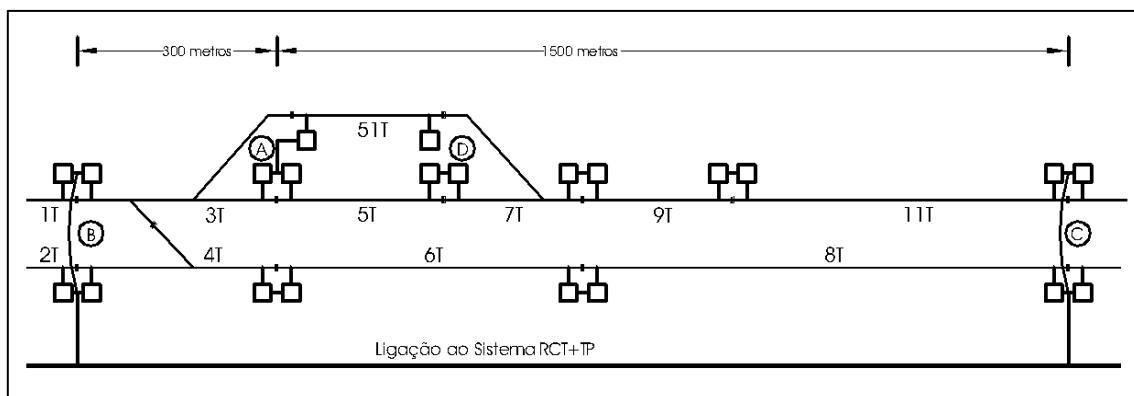 300 metros
1500 metros
51T
A
D
1T
3T
5T
7T
9T
11T
B
C
2T
4T
6T
8T
Ligação ao Sistema RCT+TP